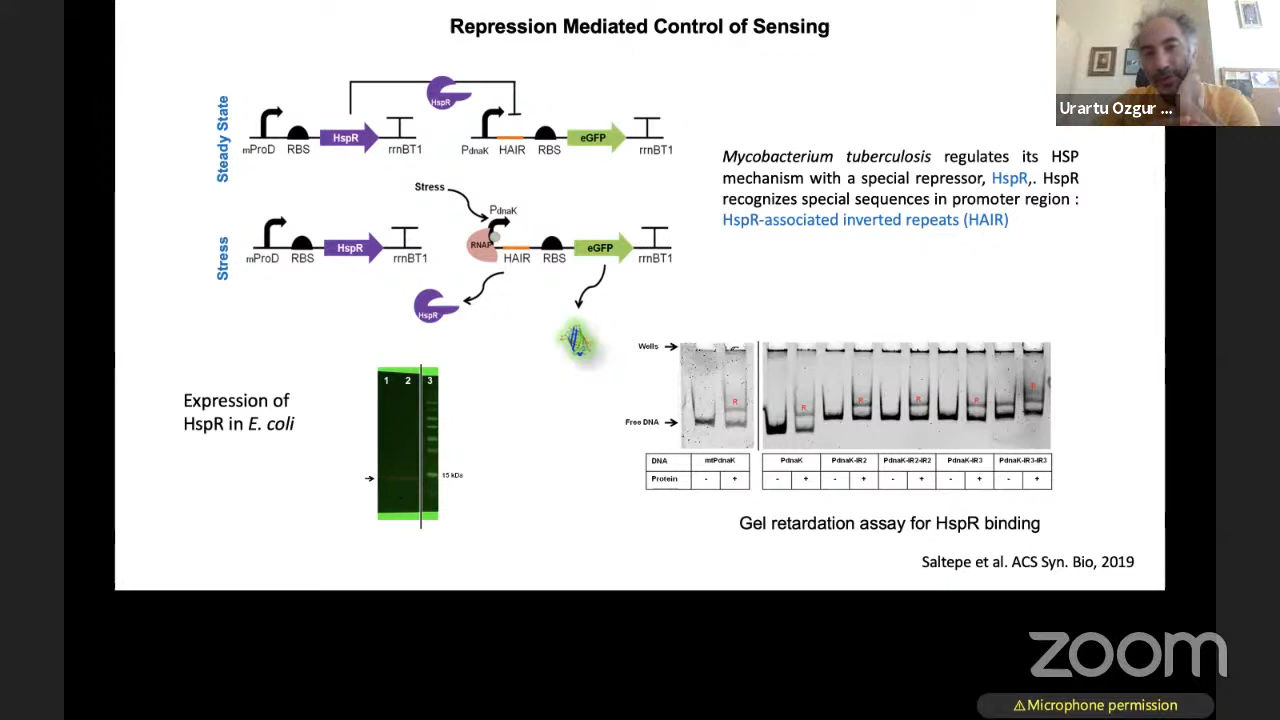 Repression Mediated Control of Sensing
Urartu Ozgur ...
Steady State
HspR
HspR
eGFP
mProD
RBS
rrnBT1
PdnaK
HAIR
RBS
rrnBT1
Mycobacterium tuberculosis regulates its HSP
mechanism with a special repressor, HspR,. HspR
recognizes special sequences in promoter region :
HspR-associated inverted repeats (HAIR)
Stress
Stress
PdnaK
HspR
RNAP
eGFP
mProD
RBS
rrnBT1
HAIR
RBS
rrnBT1
HspR
Expression of
HspR in E. coli
1 2 3
15 kDa
Wells
Free DNA
R
R
R
R
R
R
DNA mtPdnaK PdnaK PdnaK-IR2 PdnaK-IR2-IR2 PdnaK-IR3 PdnaK-IR3-IR3
Protein - + - + - + - + - + - +
Gel retardation assay for HspR binding
Saltepe et al. ACS Syn. Bio, 2019
zoom
⚠Microphone permission